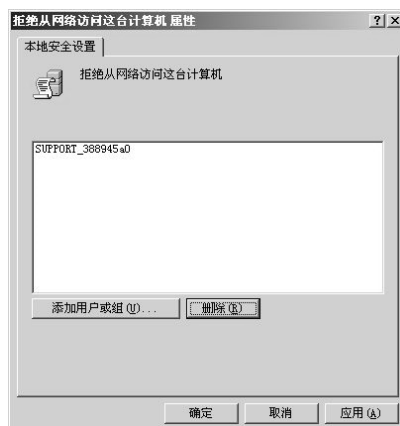 拒绝从网络访问这台计算机 属性
? ×
本地安全设置
拒绝从网络访问这台计算机
SUPPORT_388945a0
添加用户或组(U)... 删除(R)
确定 取消 应用(A)